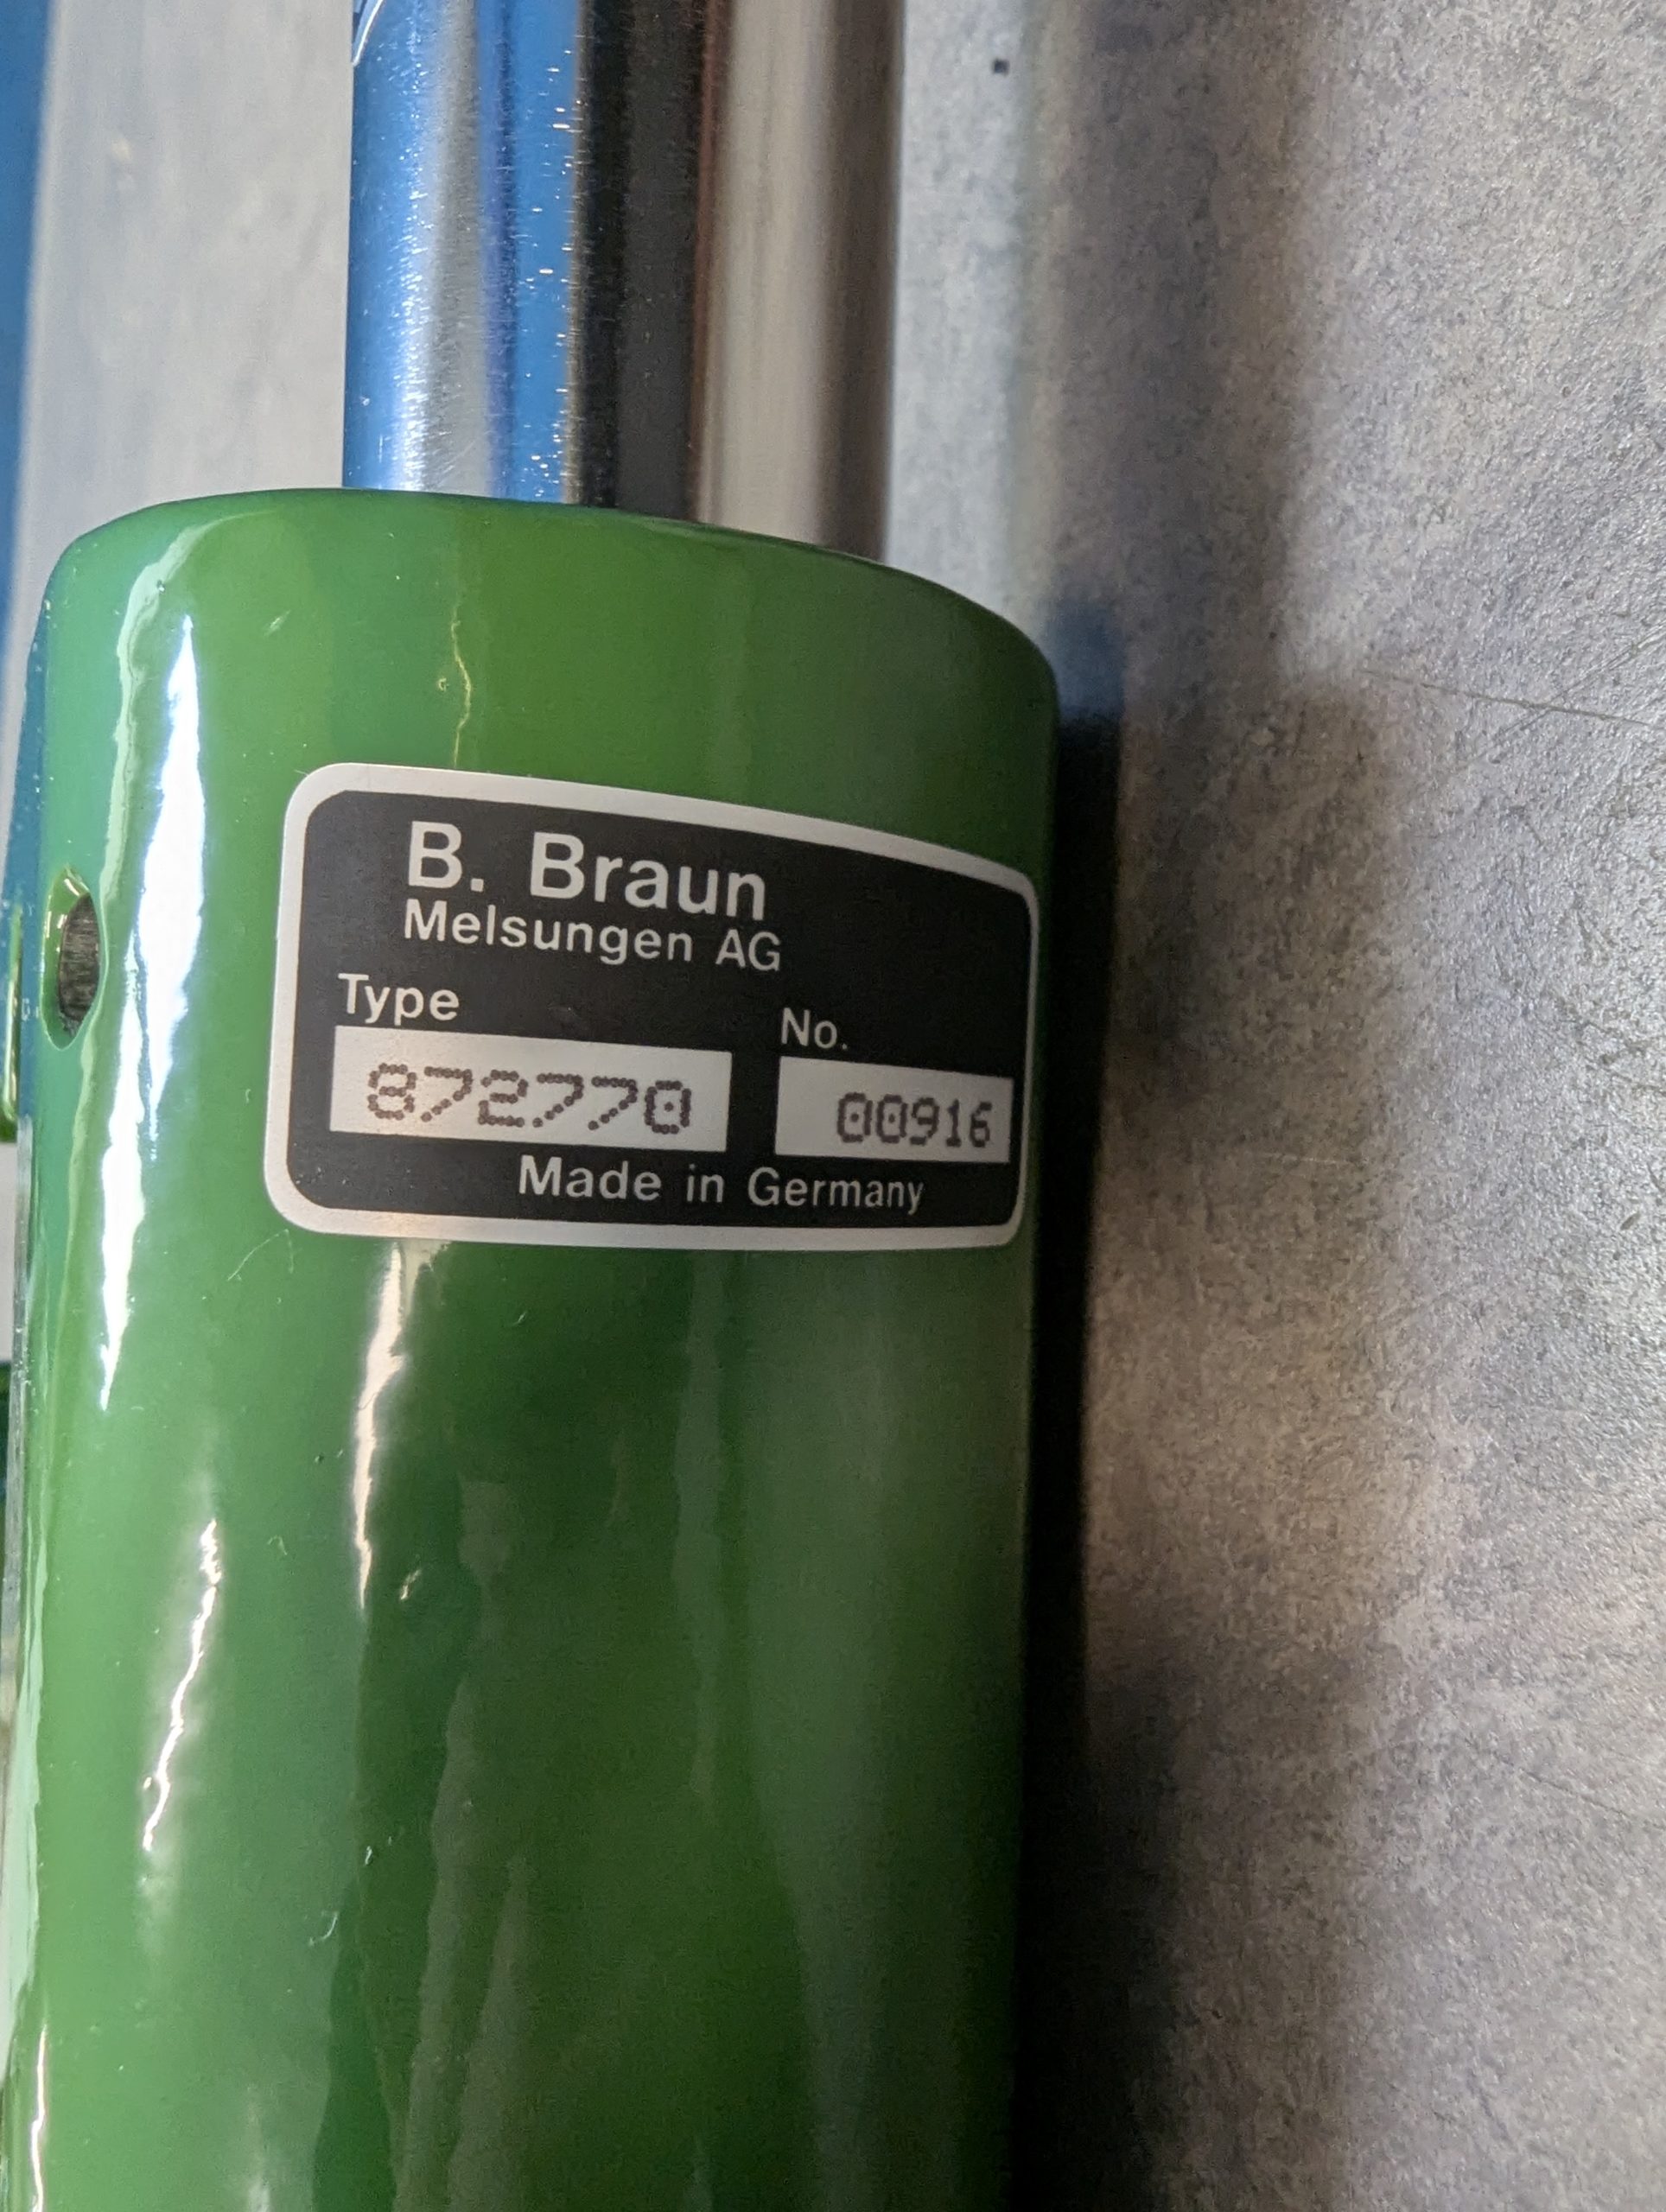 B. Braun
Melsungen AG
Type No.
872770 00916
Made in Germany